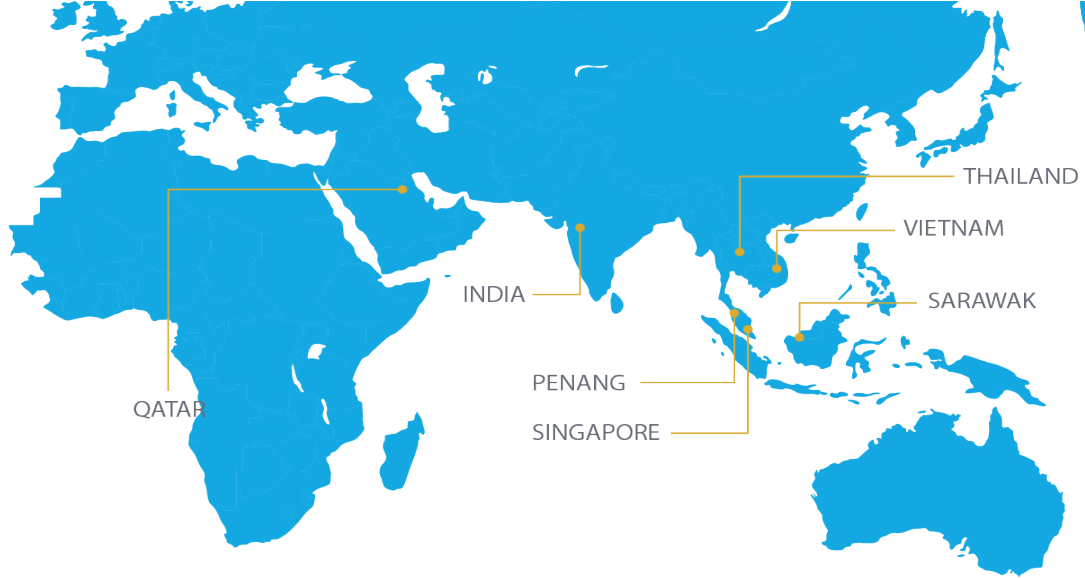 THAILAND
VIETNAM
INDIA
SARAWAK
PENANG
QATAR
SINGAPORE